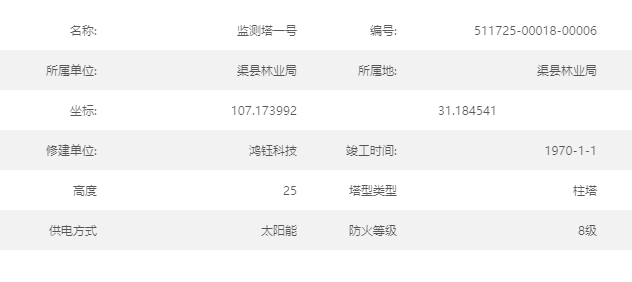 名称: 监测塔一号 编号: 511725-00018-00006
所属单位: 渠县林业局 所属地: 渠县林业局
坐标: 107.173992 31.184541
修建单位: 鸿钰科技 竣工时间: 1970-1-1
高度 25 塔型类型 柱塔
供电方式 太阳能 防火等级 8级